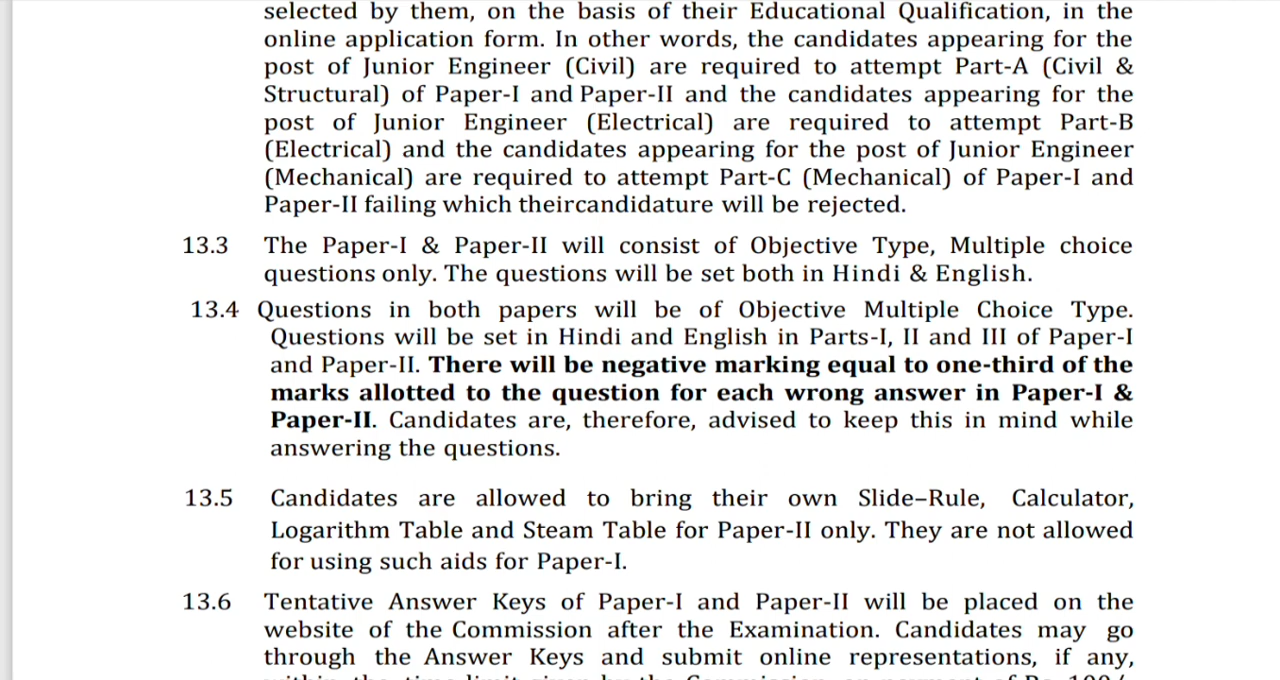 selected by them, on the basis of their Educational Qualification, in the
online application form. In other words, the candidates appearing for the
post of Junior Engineer (Civil) are required to attempt Part-A (Civil &
Structural) of Paper-I and Paper-II and the candidates appearing for the
post of Junior Engineer (Electrical) are required to attempt Part-B
(Electrical) and the candidates appearing for the post of Junior Engineer
(Mechanical) are required to attempt Part-C (Mechanical) of Paper-I and
Paper-II failing which theircandidature will be rejected.
13.3 The Paper-I & Paper-II will consist of Objective Type, Multiple choice
questions only. The questions will be set both in Hindi & English.
13.4 Questions in both papers will be of Objective Multiple Choice Type.
Questions will be set in Hindi and English in Parts-I, II and III of Paper-I
and Paper-II. There will be negative marking equal to one-third of the
marks allotted to the question for each wrong answer in Paper-I &
Paper-II. Candidates are, therefore, advised to keep this in mind while
answering the questions.
13.5 Candidates are allowed to bring their own Slide–Rule, Calculator,
Logarithm Table and Steam Table for Paper-II only. They are not allowed
for using such aids for Paper-I.
13.6 Tentative Answer Keys of Paper-I and Paper-II will be placed on the
website of the Commission after the Examination. Candidates may go
through the Answer Keys and submit online representations, if any,